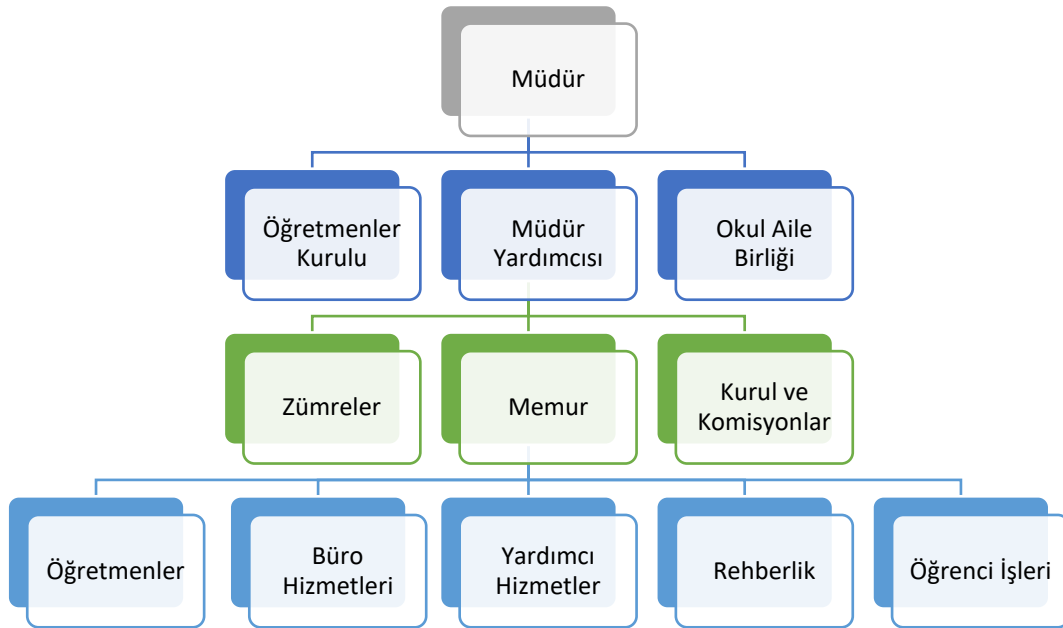 Müdür
Öğretmenler
Kurulu
Müdür
Yardımcısı
Okul Aile
Birliği
Zümreler
Memur
Kurul ve
Komisyonlar
Öğretmenler
Büro
Hizmetleri
Yardımcı
Hizmetler
Rehberlik
Öğrenci İşleri